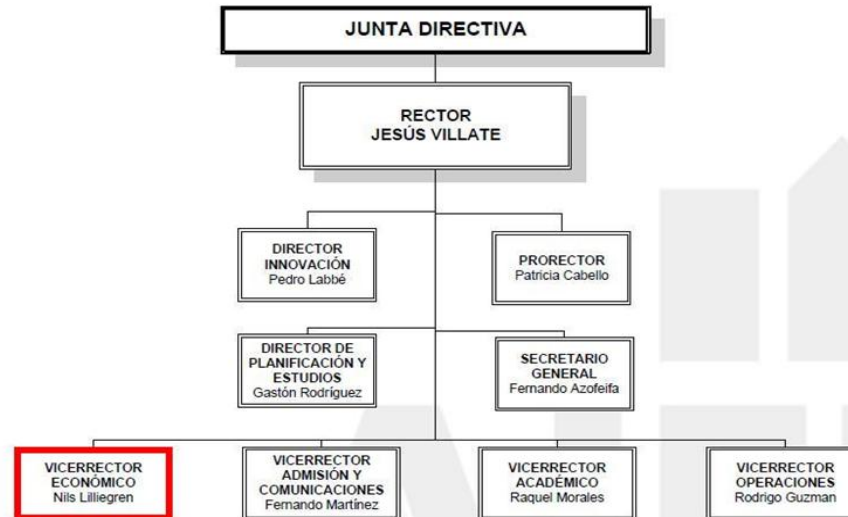 JUNTA DIRECTIVA
RECTOR
JESÚS VILLATE
DIRECTOR
INNOVACIÓN
Pedro Labbé
PRORECTOR
Patricia Cabello
DIRECTOR DE
PLANIFICACIÓN Y
ESTUDIOS
Gastón Rodríguez
SECRETARIO
GENERAL
Fernando Azofeifa
VICERRECTOR
ECONÓMICO
Nils Lilliegren
VICERRECTOR
ADMISIÓN Y
COMUNICACIONES
Fernando Martínez
VICERRECTOR
ACADÉMICO
Raquel Morales
VICERRECTOR
OPERACIONES
Rodrigo Guzman